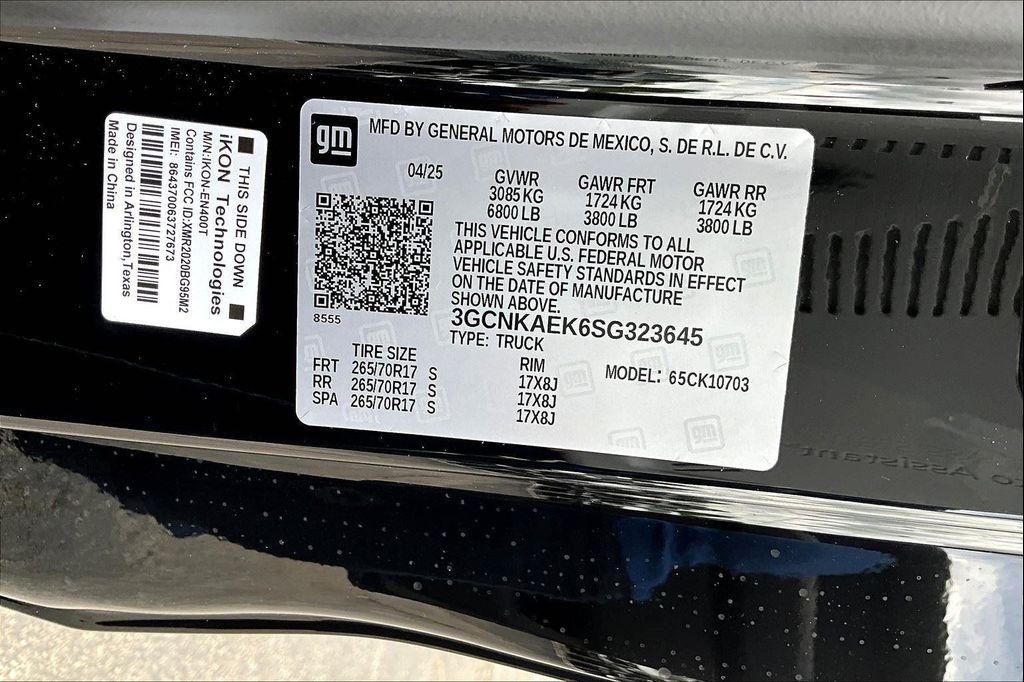 THIS SIDE DOWN
iKON Technologies
M/N:iKON-EN400T
Contains FCC ID:XMR2020BG95M2
IMEI: 864370063727673
Designed in Arlington,Texas
Made in China
gm
MFD BY GENERAL MOTORS DE MEXICO, S. DE R.L. DE C.V.
04/25 GVWR GAWR FRT GAWR RR
3085 KG 1724 KG 1724 KG
6800 LB 3800 LB 3800 LB
THIS VEHICLE CONFORMS TO ALL
APPLICABLE U.S. FEDERAL MOTOR
VEHICLE SAFETY STANDARDS IN EFFECT
ON THE DATE OF MANUFACTURE
SHOWN ABOVE.
8555
3GCNKAEK6SG323645
TYPE: TRUCK
TIRE SIZE RIM MODEL: 65CK10703
FRT 265/70R17 S 17X8J
RR 265/70R17 S 17X8J
SPA 265/70R17 S 17X8J
Assistant